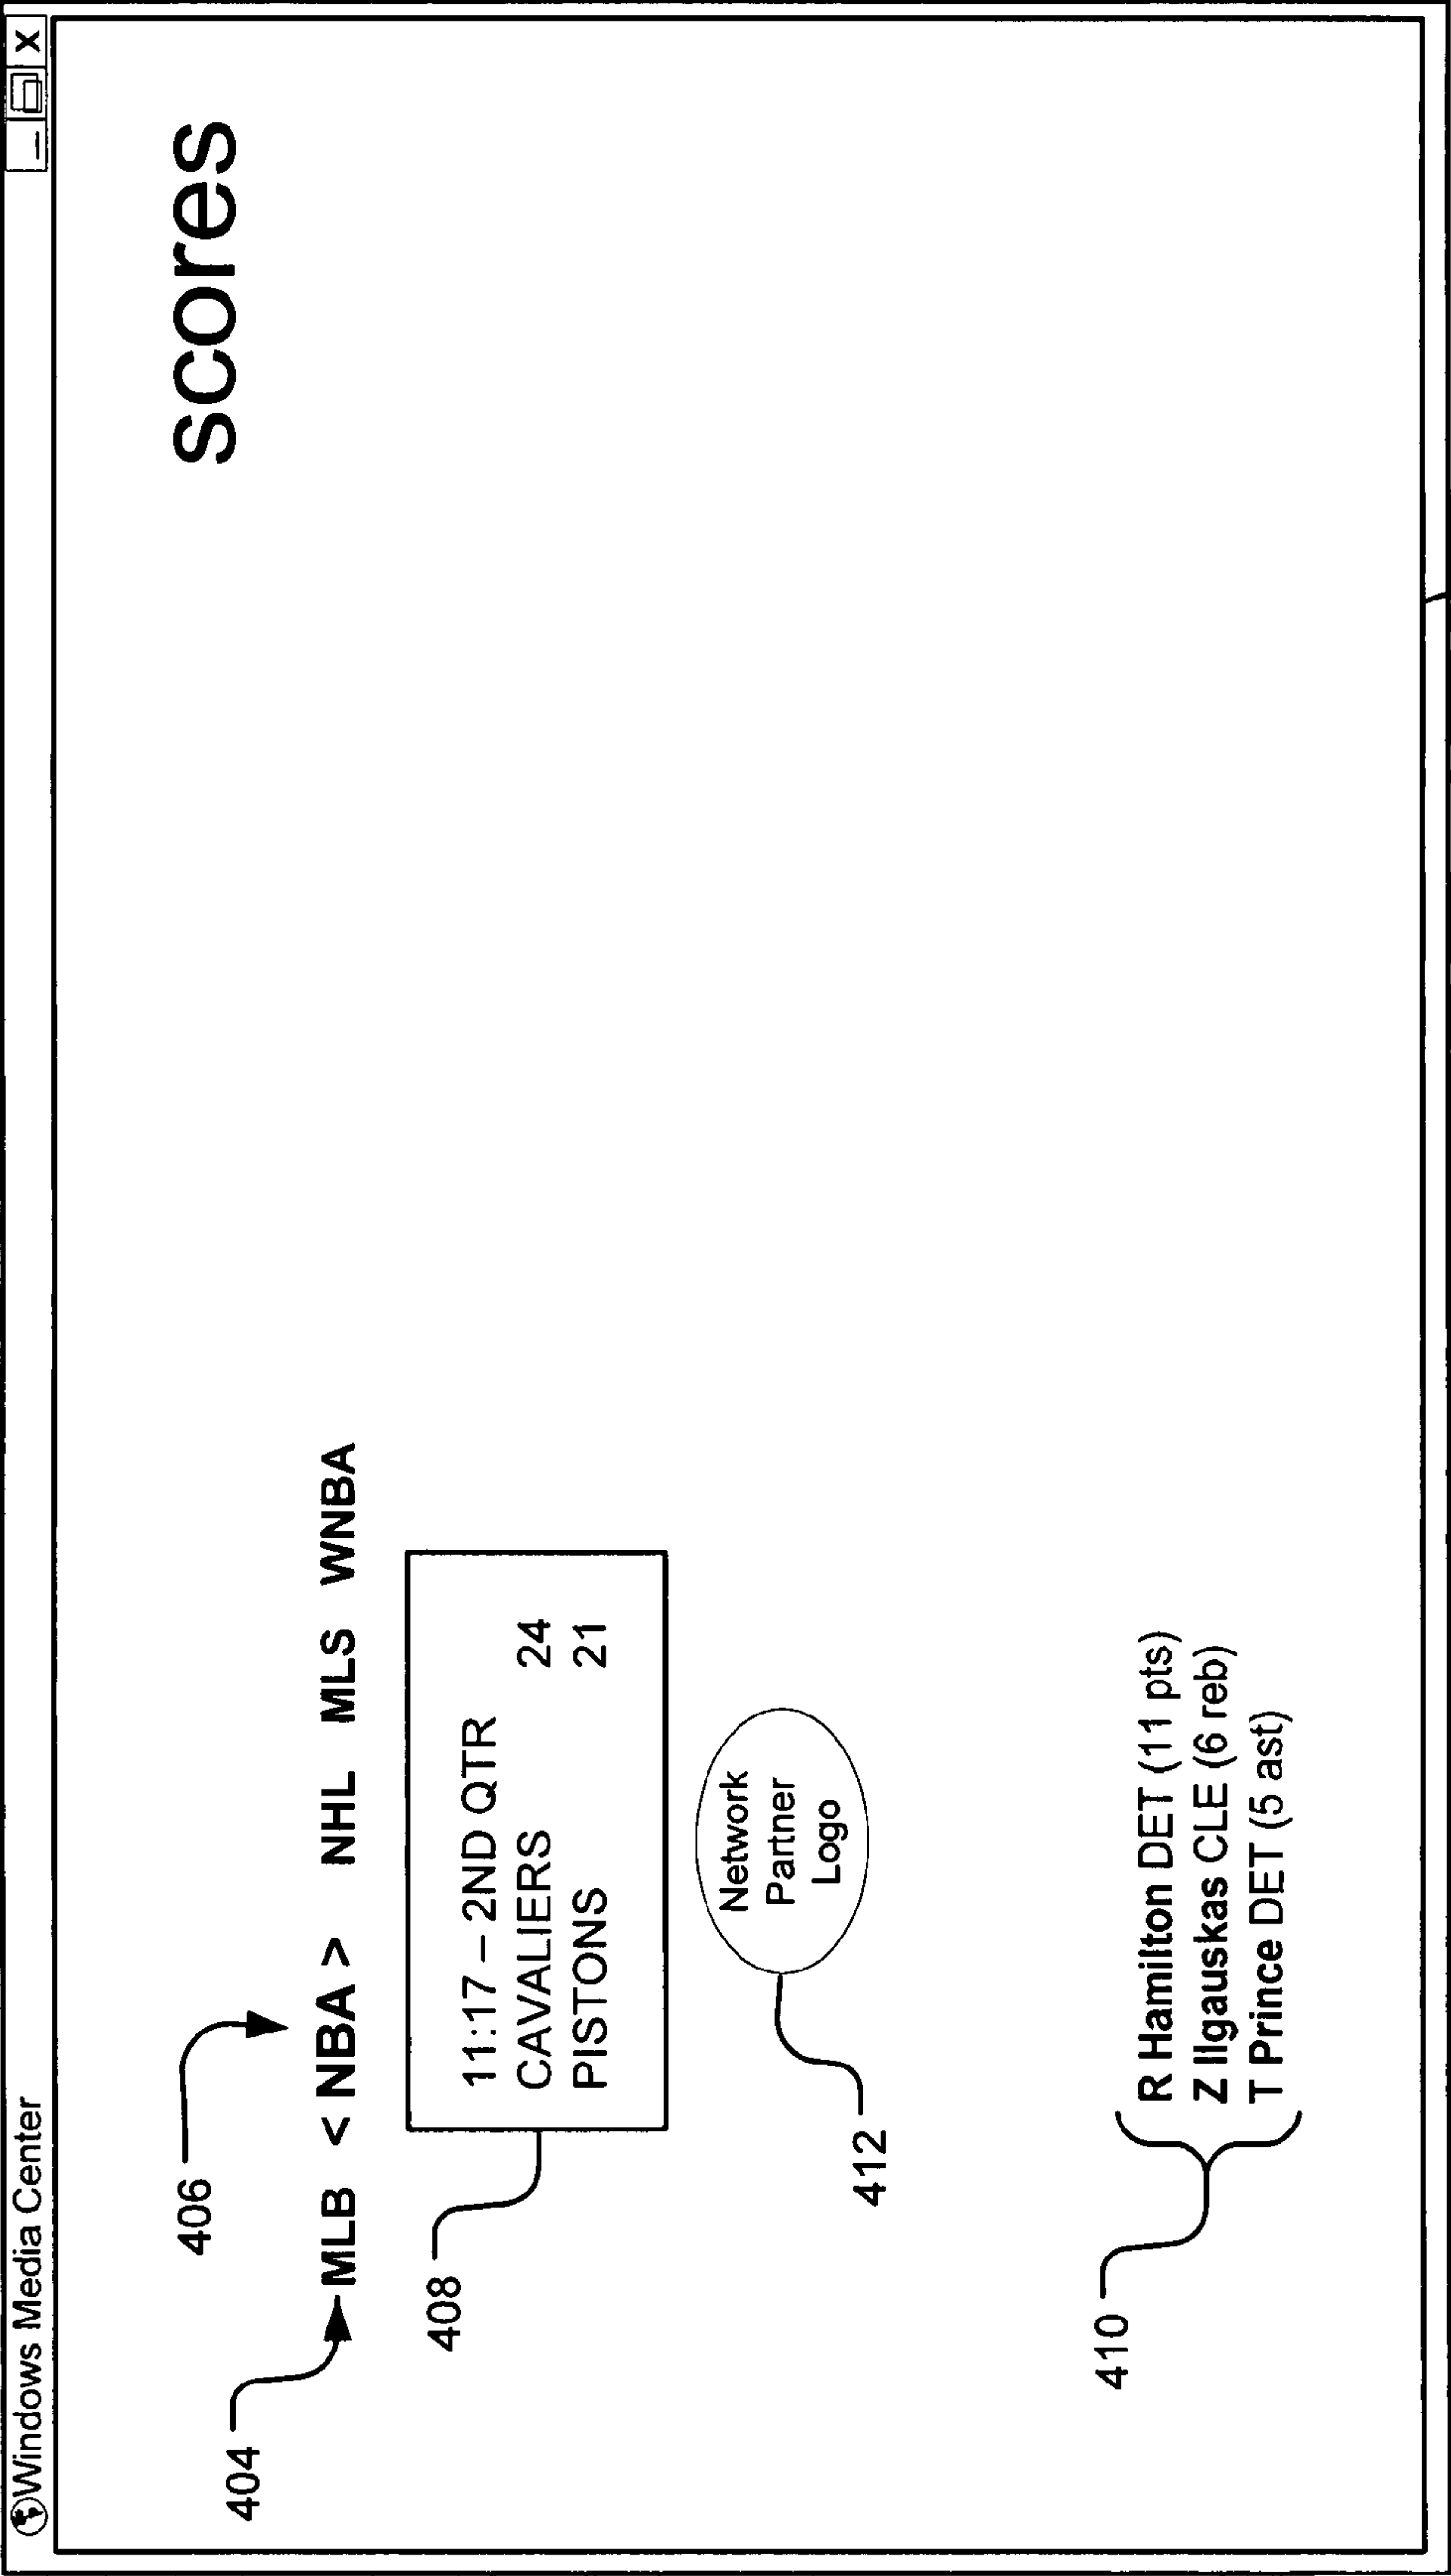 Windows Media Center
_ X
scores
406
404
MLB < NBA > NHL MLS WNBA
408
11:17 – 2ND QTR
CAVALIERS 24
PISTONS 21
Network
Partner
Logo
412
410
R Hamilton DET (11 pts)
Z Ilgauskas CLE (6 reb)
T Prince DET (5 ast)